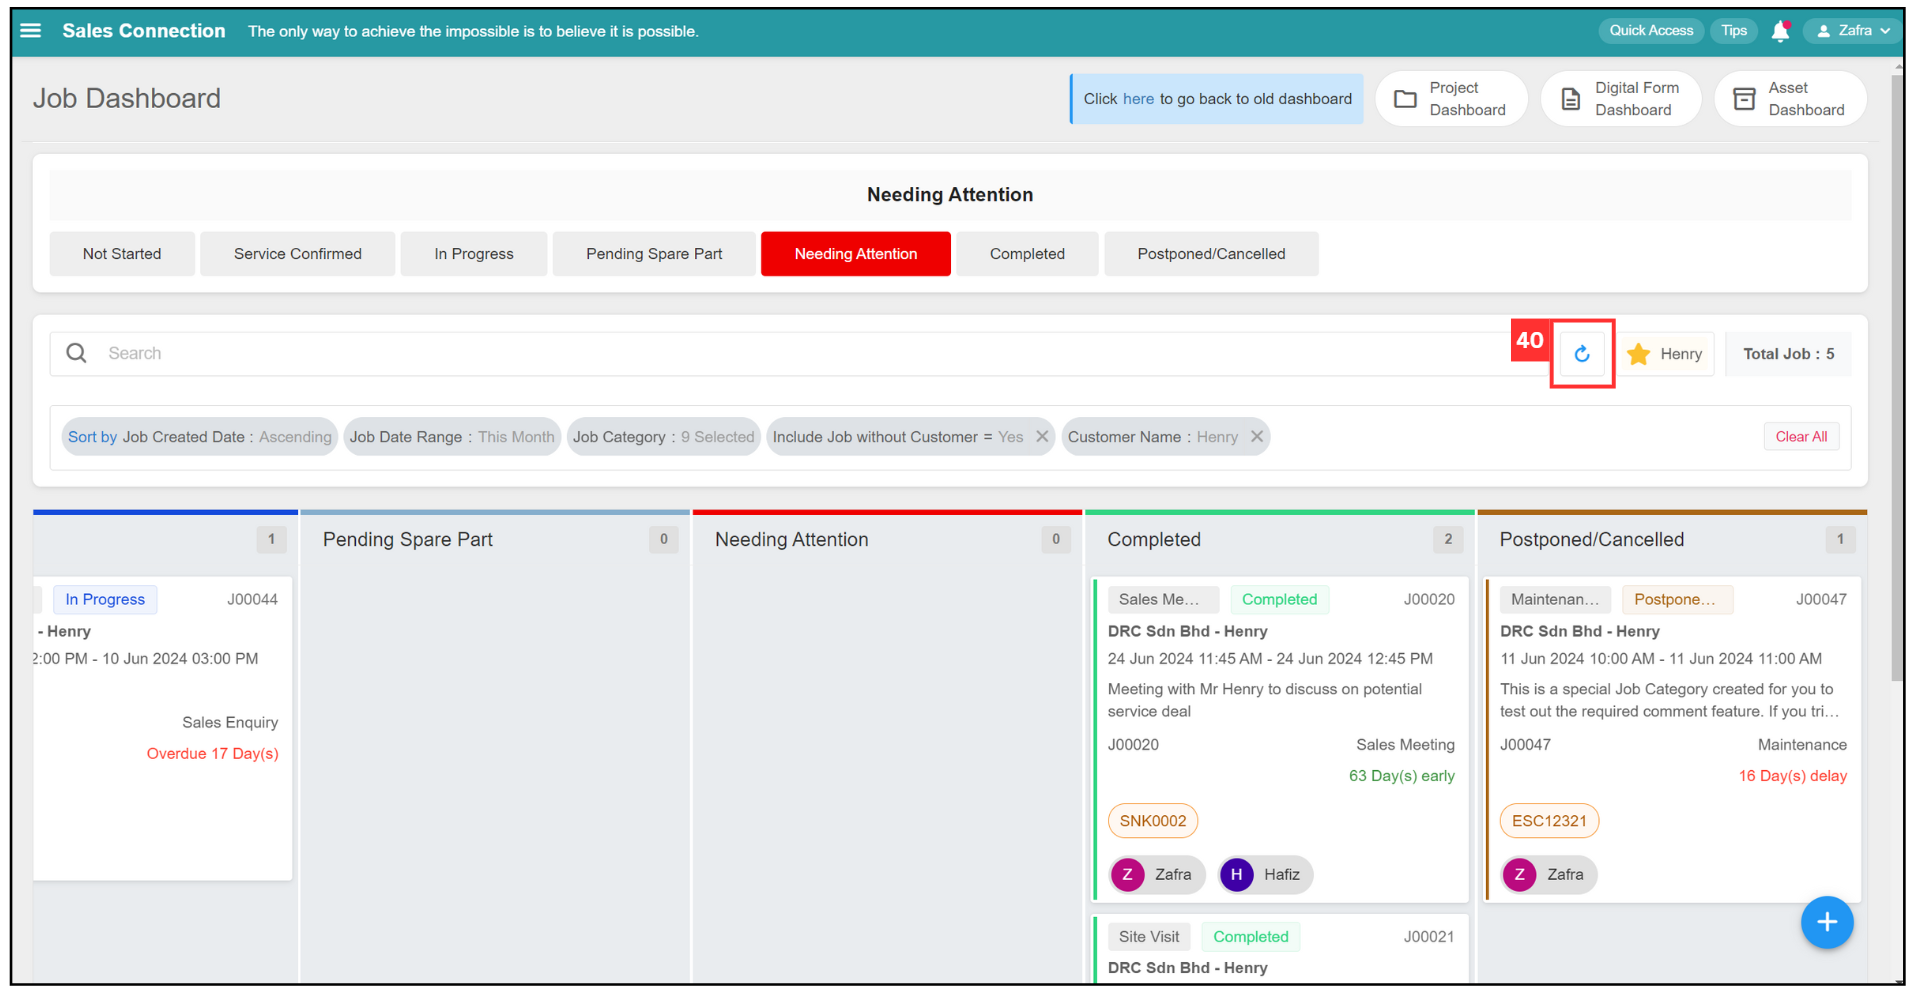 Sales Connection The only way to achieve the impossible is to believe it is possible. Quick Access Tips Zafra
Job Dashboard
Click here to go back to old dashboard
Project
Dashboard
Digital Form
Dashboard
Asset
Dashboard
Needing Attention
Not Started Service Confirmed In Progress Pending Spare Part Needing Attention Completed Postponed/Cancelled
Search
40
Henry
Total Job : 5
Sort by Job Created Date : Ascending Job Date Range : This Month Job Category : 9 Selected Include Job without Customer = Yes Customer Name : Henry Clear All
1
In Progress J00044
- Henry
2:00 PM - 10 Jun 2024 03:00 PM
Sales Enquiry
Overdue 17 Day(s)
Pending Spare Part 0
Needing Attention 0
Completed 2
Sales Me... Completed J00020
DRC Sdn Bhd - Henry
24 Jun 2024 11:45 AM - 24 Jun 2024 12:45 PM
Meeting with Mr Henry to discuss on potential
service deal
J00020 Sales Meeting
63 Day(s) early
SNK0002
Z Zafra H Hafiz
Site Visit Completed J00021
DRC Sdn Bhd - Henry
Postponed/Cancelled 1
Maintenan... Postpone... J00047
DRC Sdn Bhd - Henry
11 Jun 2024 10:00 AM - 11 Jun 2024 11:00 AM
This is a special Job Category created for you to
test out the required comment feature. If you tri...
J00047 Maintenance
16 Day(s) delay
ESC12321
Z Zafra